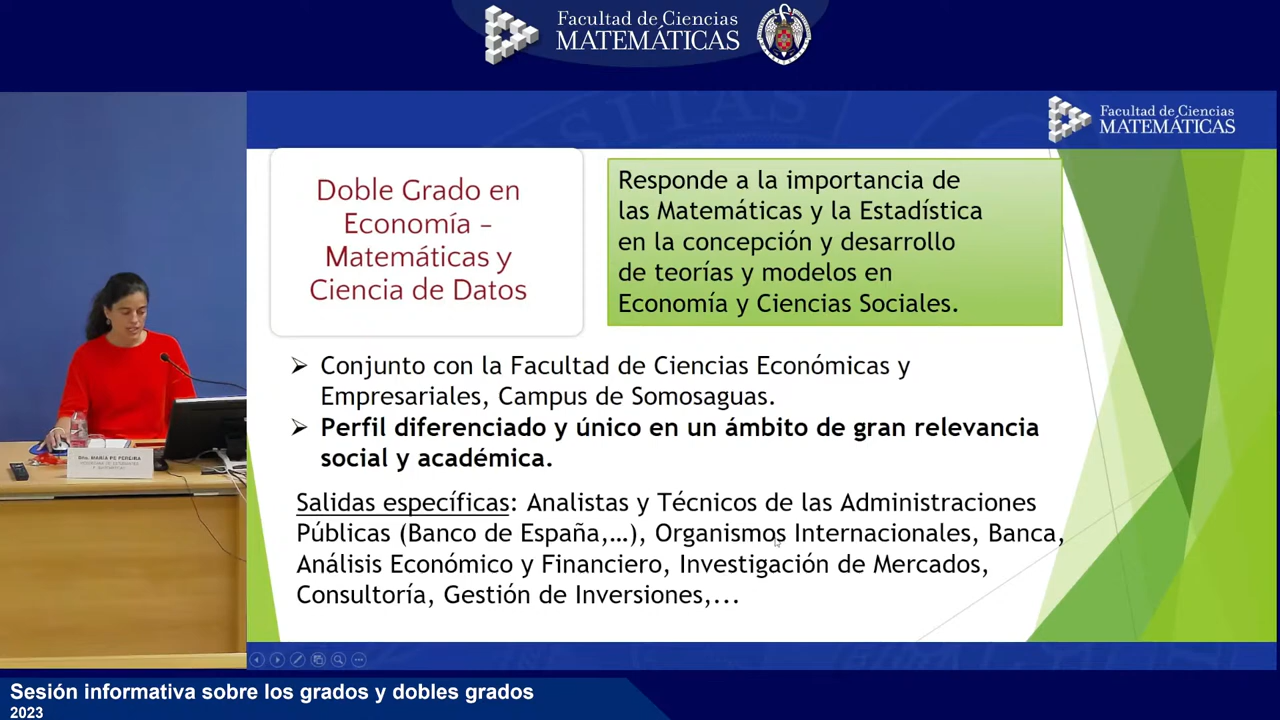 Facultad de Ciencias
MATEMÁTICAS
Facultad de Ciencias
MATEMÁTICAS
Doble Grado en
Economía –
Matemáticas y
Ciencia de Datos
Responde a la importancia de
las Matemáticas y la Estadística
en la concepción y desarrollo
de teorías y modelos en
Economía y Ciencias Sociales.
➢ Conjunto con la Facultad de Ciencias Económicas y
Empresariales, Campus de Somosaguas.
➢ Perfil diferenciado y único en un ámbito de gran relevancia
social y académica.
Salidas específicas: Analistas y Técnicos de las Administraciones
Públicas (Banco de España,…), Organismos Internacionales, Banca,
Análisis Económico y Financiero, Investigación de Mercados,
Consultoría, Gestión de Inversiones,...
Dra. MARÍA PE PEREIRA
Sesión informativa sobre los grados y dobles grados
2023